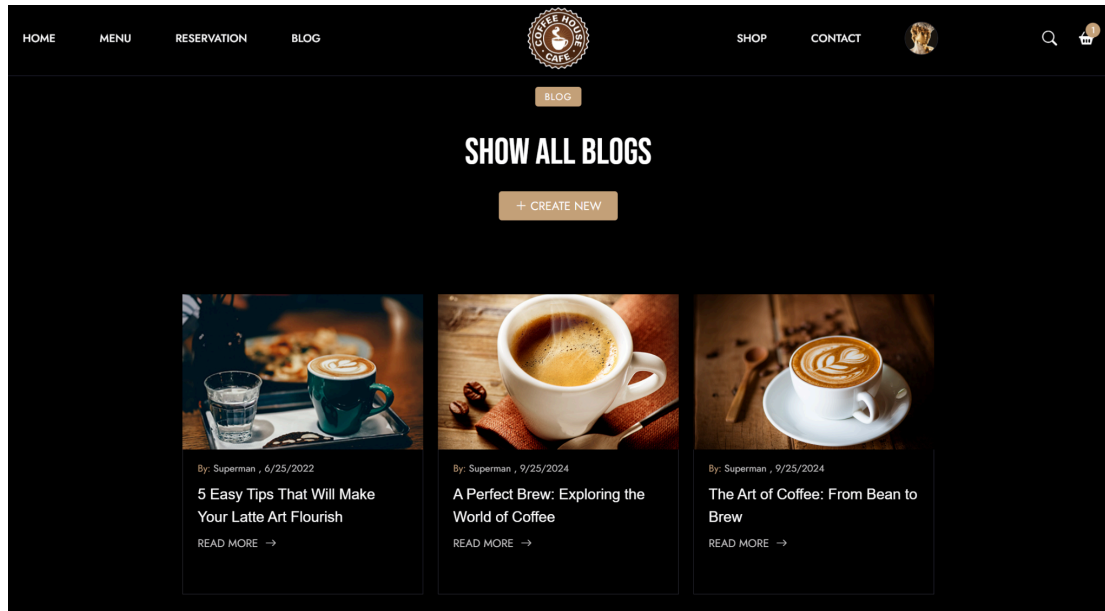 HOME MENU RESERVATION BLOG COFFEE HOUSE CAFE SHOP CONTACT 1
BLOG
SHOW ALL BLOGS
+ CREATE NEW
By: Superman , 6/25/2022
5 Easy Tips That Will Make
Your Latte Art Flourish
READ MORE →
By: Superman , 9/25/2024
A Perfect Brew: Exploring the
World of Coffee
READ MORE →
By: Superman , 9/25/2024
The Art of Coffee: From Bean to
Brew
READ MORE →